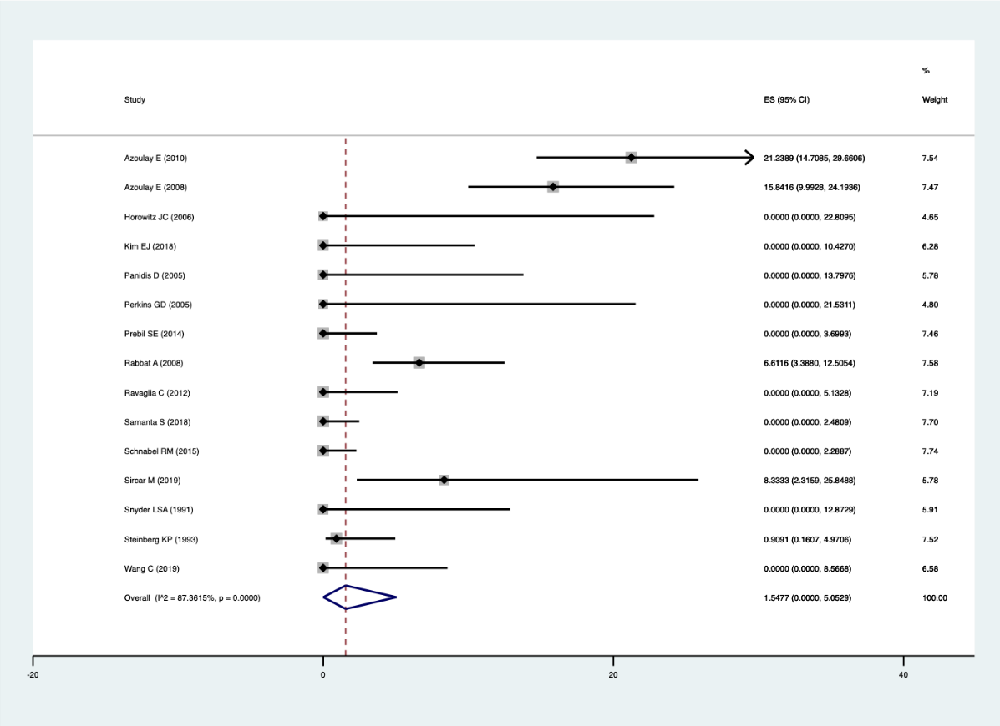 %
Study ES (95% CI) Weight
Azoulay E (2010) 21.2389 (14.7085, 29.6606) 7.54
Azoulay E (2008) 15.8416 (9.9928, 24.1936) 7.47
Horowitz JC (2006) 0.0000 (0.0000, 22.8095) 4.65
Kim EJ (2018) 0.0000 (0.0000, 10.4270) 6.28
Panidis D (2005) 0.0000 (0.0000, 13.7976) 5.78
Perkins GD (2005) 0.0000 (0.0000, 21.5311) 4.80
Prebil SE (2014) 0.0000 (0.0000, 3.6993) 7.46
Rabbat A (2008) 6.6116 (3.3880, 12.5054) 7.58
Ravaglia C (2012) 0.0000 (0.0000, 5.1328) 7.19
Samanta S (2018) 0.0000 (0.0000, 2.4809) 7.70
Schnabel RM (2015) 0.0000 (0.0000, 2.2887) 7.74
Sircar M (2019) 8.3333 (2.3159, 25.8488) 5.78
Snyder LSA (1991) 0.0000 (0.0000, 12.8729) 5.91
Steinberg KP (1993) 0.9091 (0.1607, 4.9706) 7.52
Wang C (2019) 0.0000 (0.0000, 8.5668) 6.58
Overall (I^2 = 87.3615%, p = 0.0000) 1.5477 (0.0000, 5.0529) 100.00
-20 0 20 40